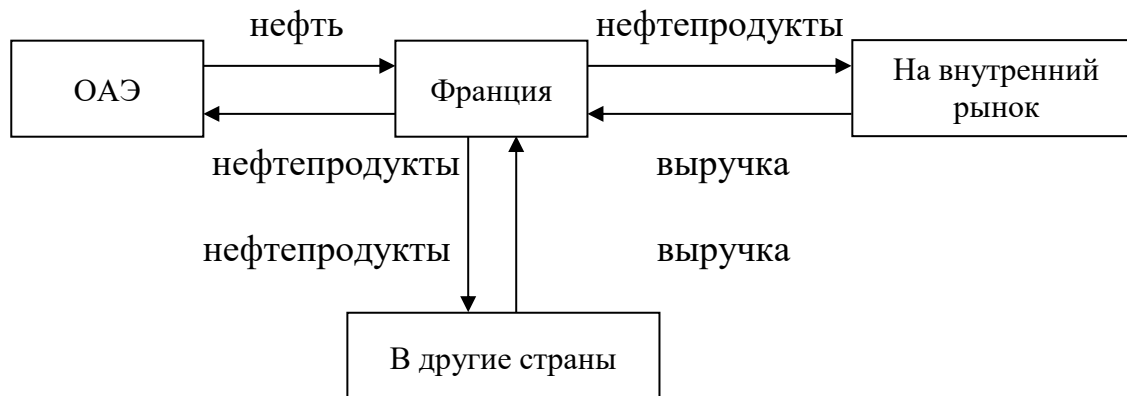 нефть
нефтепродукты
ОАЭ
Франция
На внутренний
рынок
нефтепродукты
выручка
нефтепродукты
выручка
В другие страны